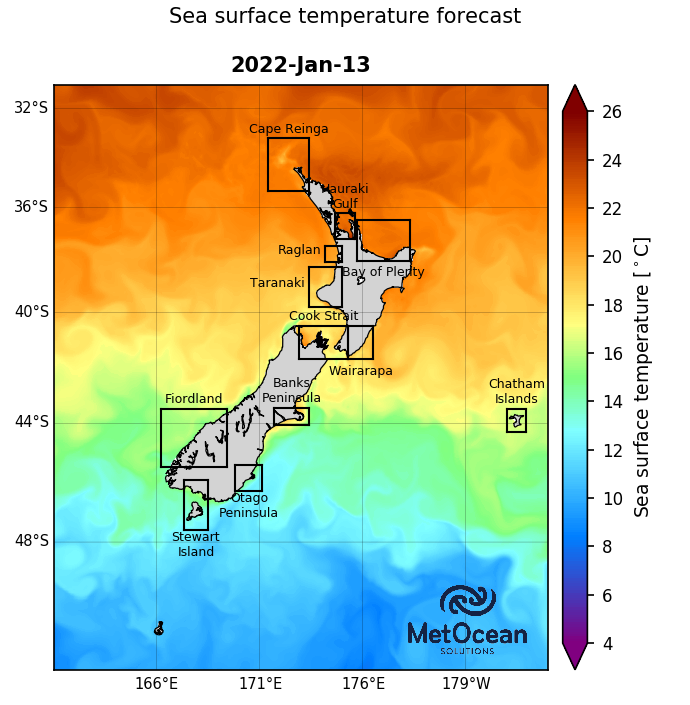 Sea surface temperature forecast
2022-Jan-13
32°S
36°S
40°S
44°S
48°S
Cape Reinga
Hauraki
Gulf
Raglan
Bay of Plenty
Taranaki
Cook Strait
Wairarapa
Banks
Peninsula
Fiordland
Chatham
Islands
Otago
Peninsula
Stewart
Island
MetOcean
SOLUTIONS
166°E
171°E
176°E
179°W
26
24
22
20
18
16
14
12
10
8
6
4
Sea surface temperature [°C]